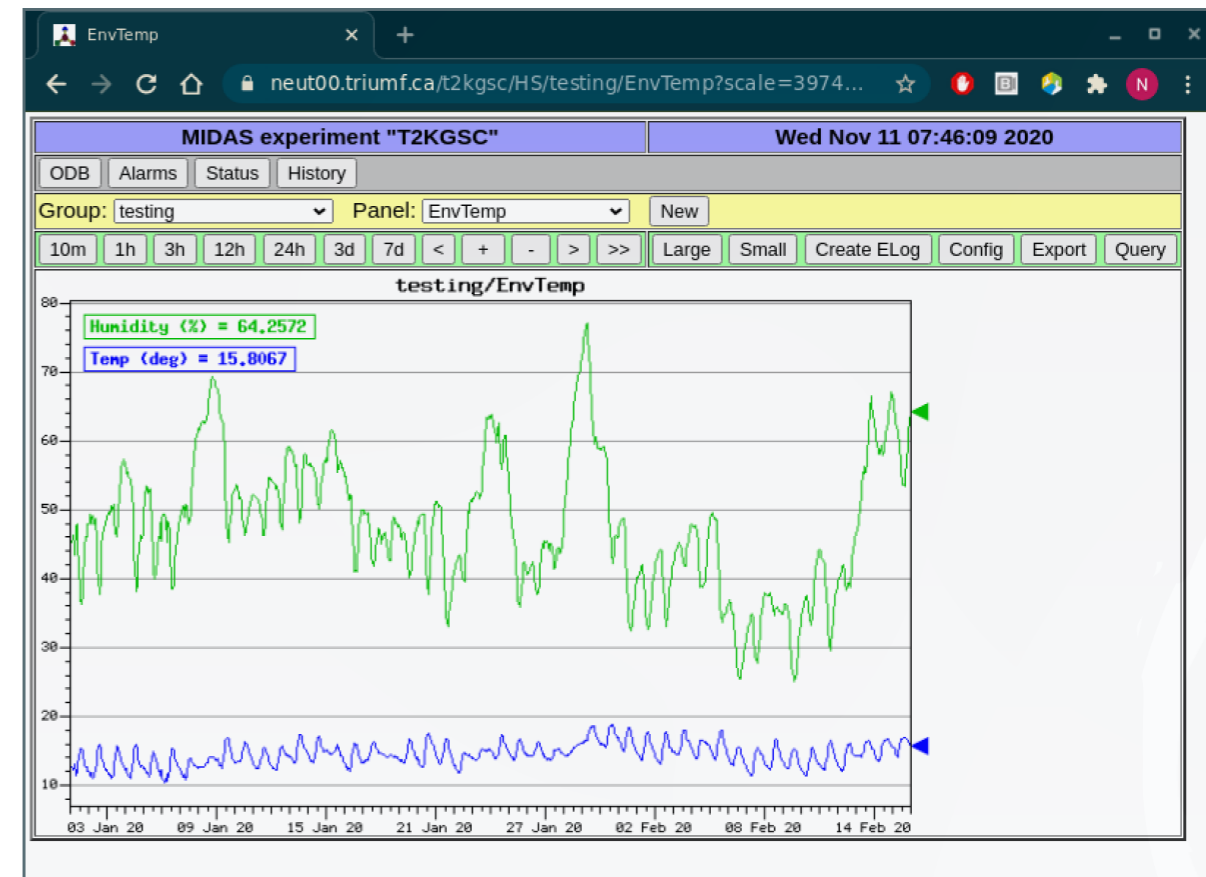 EnvTemp
neut00.triumf.ca/t2kgsc/HS/testing/EnvTemp?scale=3974...
N
MIDAS experiment "T2KGSC" Wed Nov 11 07:46:09 2020
ODB Alarms Status History
Group: testing Panel: EnvTemp New
10m 1h 3h 12h 24h 3d 7d < + - > >> Large Small Create ELog Config Export Query
testing/EnvTemp
80
Humidity (%) = 64.2572
Temp (deg) = 15.8067
70
60
50
40
30
20
10
03 Jan 20 09 Jan 20 15 Jan 20 21 Jan 20 27 Jan 20 02 Feb 20 08 Feb 20 14 Feb 20